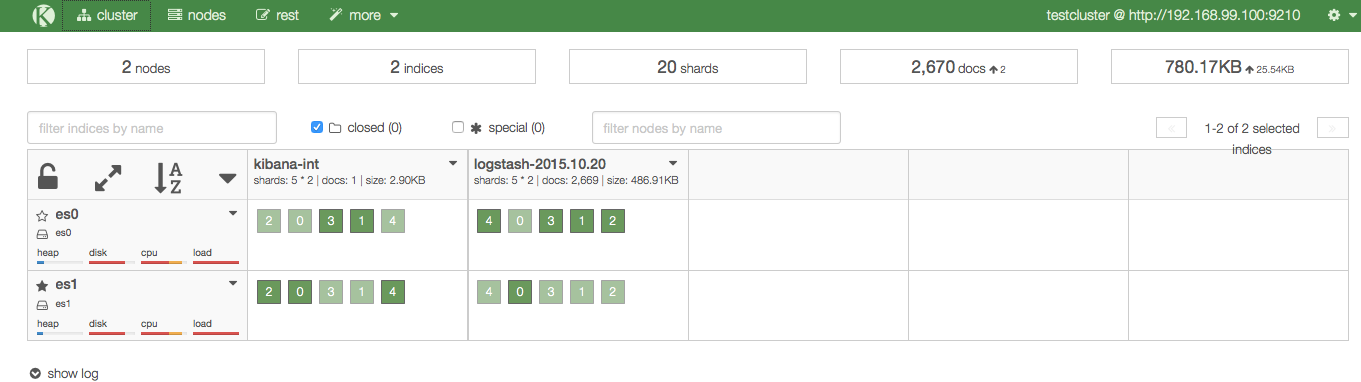 K cluster nodes rest more testcluster @ http://192.168.99.100:9210
2 nodes 2 indices 20 shards 2,670 docs 2 780.17KB 25.54KB
filter indices by name closed (0) special (0) filter nodes by name « 1-2 of 2 selected indices »
A Z kibana-int logstash-2015.10.20
shards: 5 * 2 | docs: 1 | size: 2.90KB shards: 5 * 2 | docs: 2,669 | size: 486.91KB
es0 2 0 3 1 4 4 0 3 1 2
es0
heap disk cpu load
es1 2 0 3 1 4 4 0 3 1 2
es1
heap disk cpu load
show log